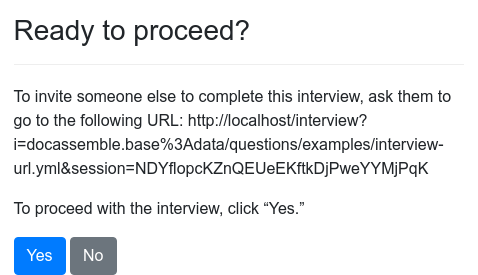 Ready to proceed?
To invite someone else to complete this interview, ask them to
go to the following URL: http://localhost/interview?
i=docassemble.base%3Adata/questions/examples/interview-
url.yml&session=NDYflopcKZnQEUeEKftkDjPweYYMjPqK
To proceed with the interview, click “Yes.”
Yes
No